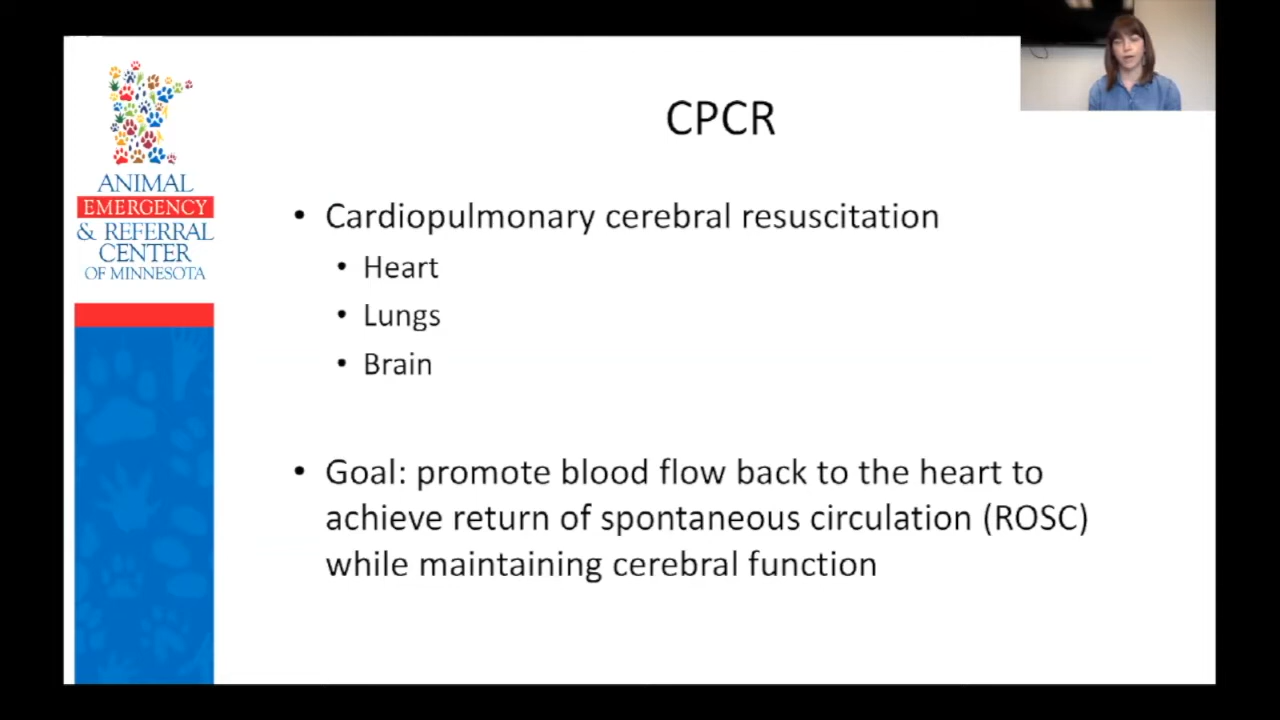 CPCR
ANIMAL
EMERGENCY
& REFERRAL
CENTER
OF MINNESOTA
• Cardiopulmonary cerebral resuscitation
• Heart
• Lungs
• Brain
• Goal: promote blood flow back to the heart to
achieve return of spontaneous circulation (ROSC)
while maintaining cerebral function